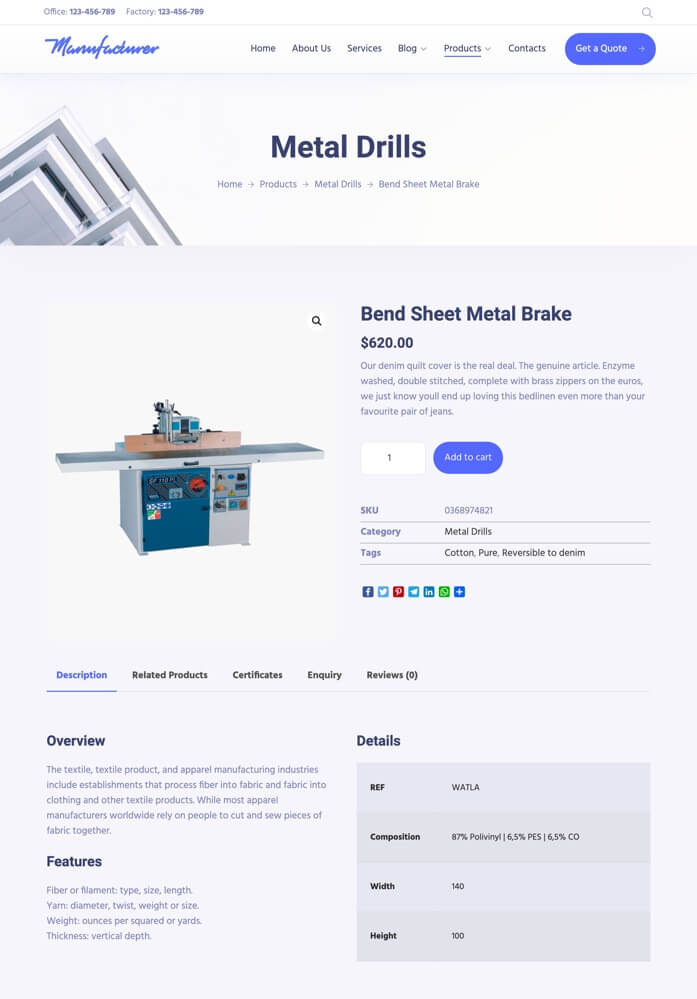 Office: 123-456-789 Factory: 123-456-789
Manufacturer
Home About Us Services Blog Products Contacts Get a Quote →
Metal Drills
Home → Products → Metal Drills → Bend Sheet Metal Brake
Bend Sheet Metal Brake
$620.00
Our denim quilt cover is the real deal. The genuine article. Enzyme
washed, double stitched, complete with brass zippers on the euros,
we just know youll end up loving this bedlinen even more than your
favourite pair of jeans.
1 Add to cart
SF 110 PL
SKU 0368974821
Category Metal Drills
Tags Cotton, Pure, Reversible to denim
Description Related Products Certificates Enquiry Reviews (0)
Overview
The textile, textile product, and apparel manufacturing industries
include establishments that process fiber into fabric and fabric into
clothing and other textile products. While most apparel
manufacturers worldwide rely on people to cut and sew pieces of
fabric together.
Features
Fiber or filament: type, size, length.
Yarn: diameter, twist, weight or size.
Weight: ounces per squared or yards.
Thickness: vertical depth.
Details
REF WATLA
Composition 87% Polivinyl | 6,5% PES | 6,5% CO
Width 140
Height 100